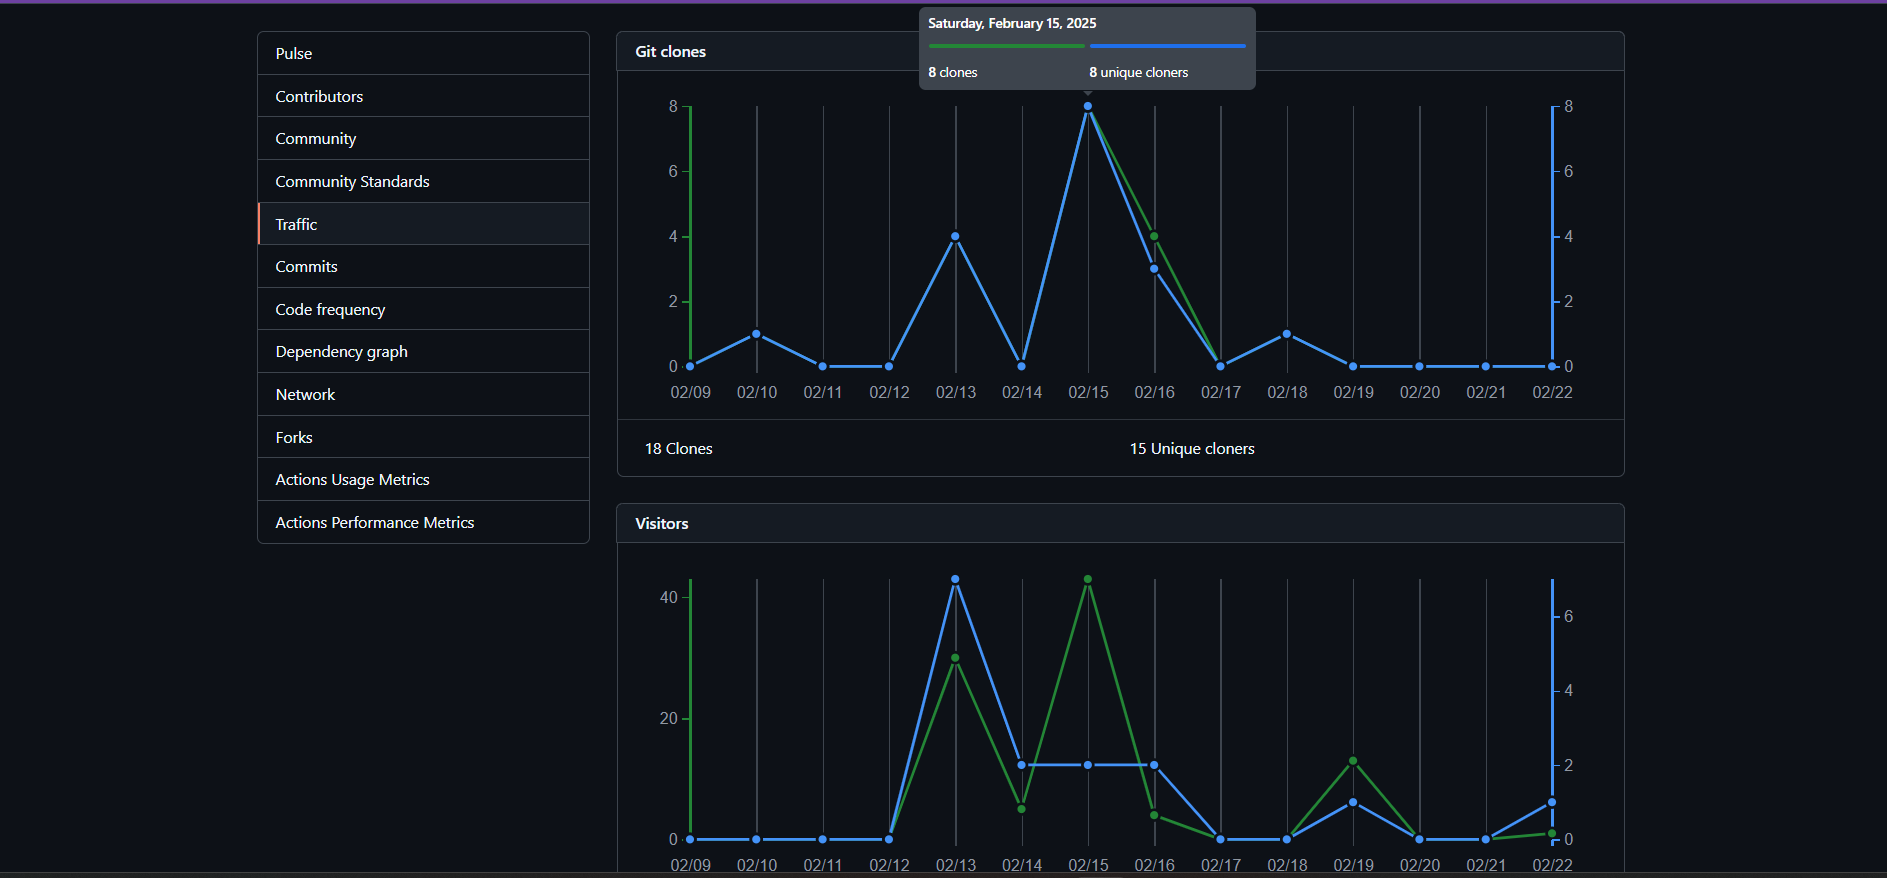 Saturday, February 15, 2025
8 clones 8 unique cloners
Pulse
Contributors
Community
Community Standards
Traffic
Commits
Code frequency
Dependency graph
Network
Forks
Actions Usage Metrics
Actions Performance Metrics
Git clones
8 8
6 6
4 4
2 2
0 0
02/09 02/10 02/11 02/12 02/13 02/14 02/15 02/16 02/17 02/18 02/19 02/20 02/21 02/22
18 Clones 15 Unique cloners
Visitors
40
6
4
20
2
0 0
02/09 02/10 02/11 02/12 02/13 02/14 02/15 02/16 02/17 02/18 02/19 02/20 02/21 02/22